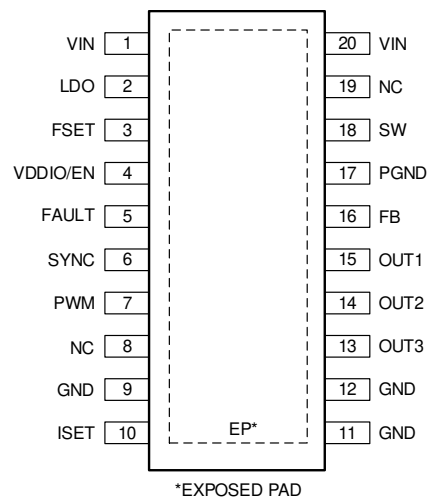 VIN 1 20 VIN
LDO 2 19 NC
FSET 3 18 SW
VDDIO/EN 4 17 PGND
FAULT 5 16 FB
SYNC 6 15 OUT1
PWM 7 14 OUT2
NC 8 13 OUT3
GND 9 12 GND
ISET 10 EP* 11 GND
*EXPOSED PAD